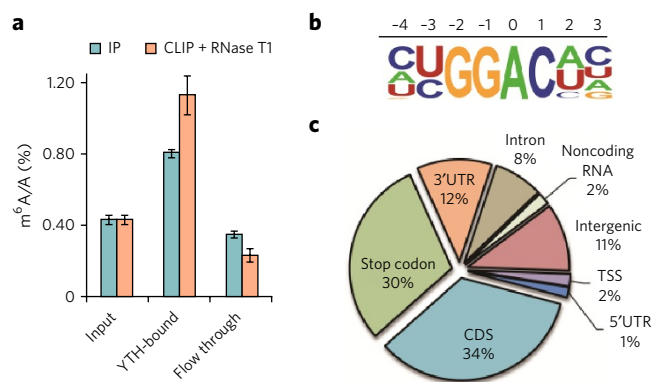 a
IP CLIP + RNase T1
m⁶A/A (%)
1.20
0.80
0.40
0
Input
YTH-bound
Flow through
b
-4 -3 -2 -1 0 1 2 3
C U G G A C A C
A C U U
U C A
G
c
Intron
8%
Noncoding
RNA
2%
Intergenic
11%
TSS
2%
5′UTR
1%
CDS
34%
Stop codon
30%
3′UTR
12%